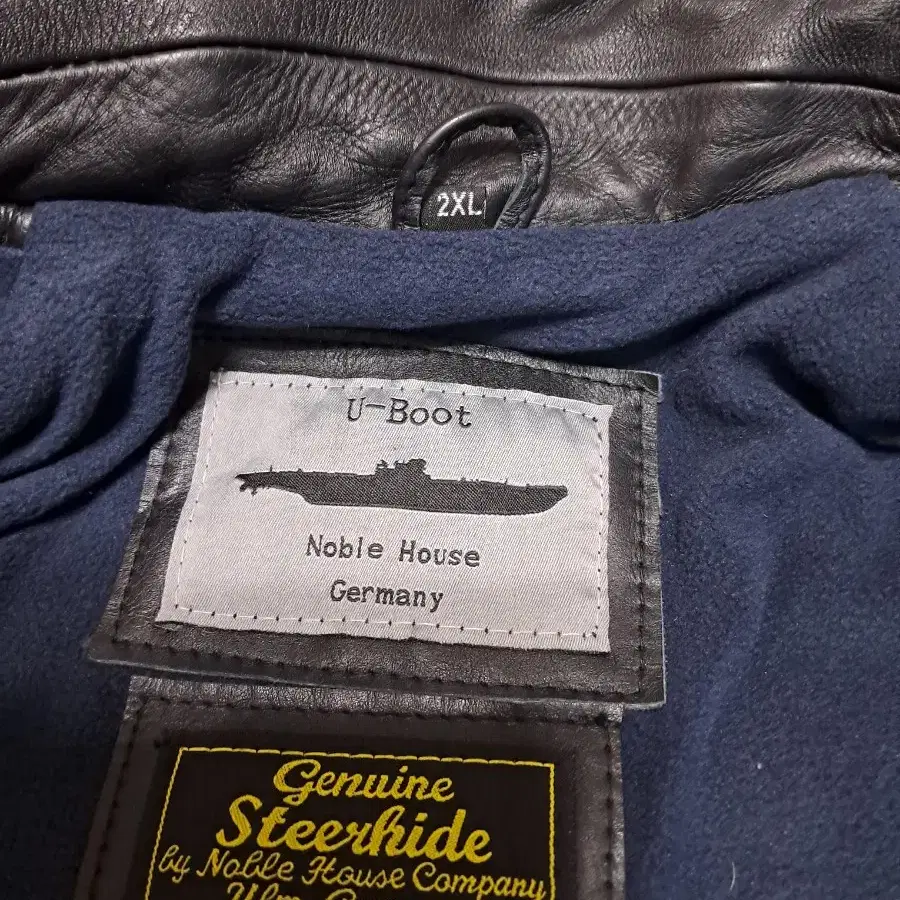 2XL
U-Boot
Noble House
Germany
Genuine
Steerhide
by Noble House Company